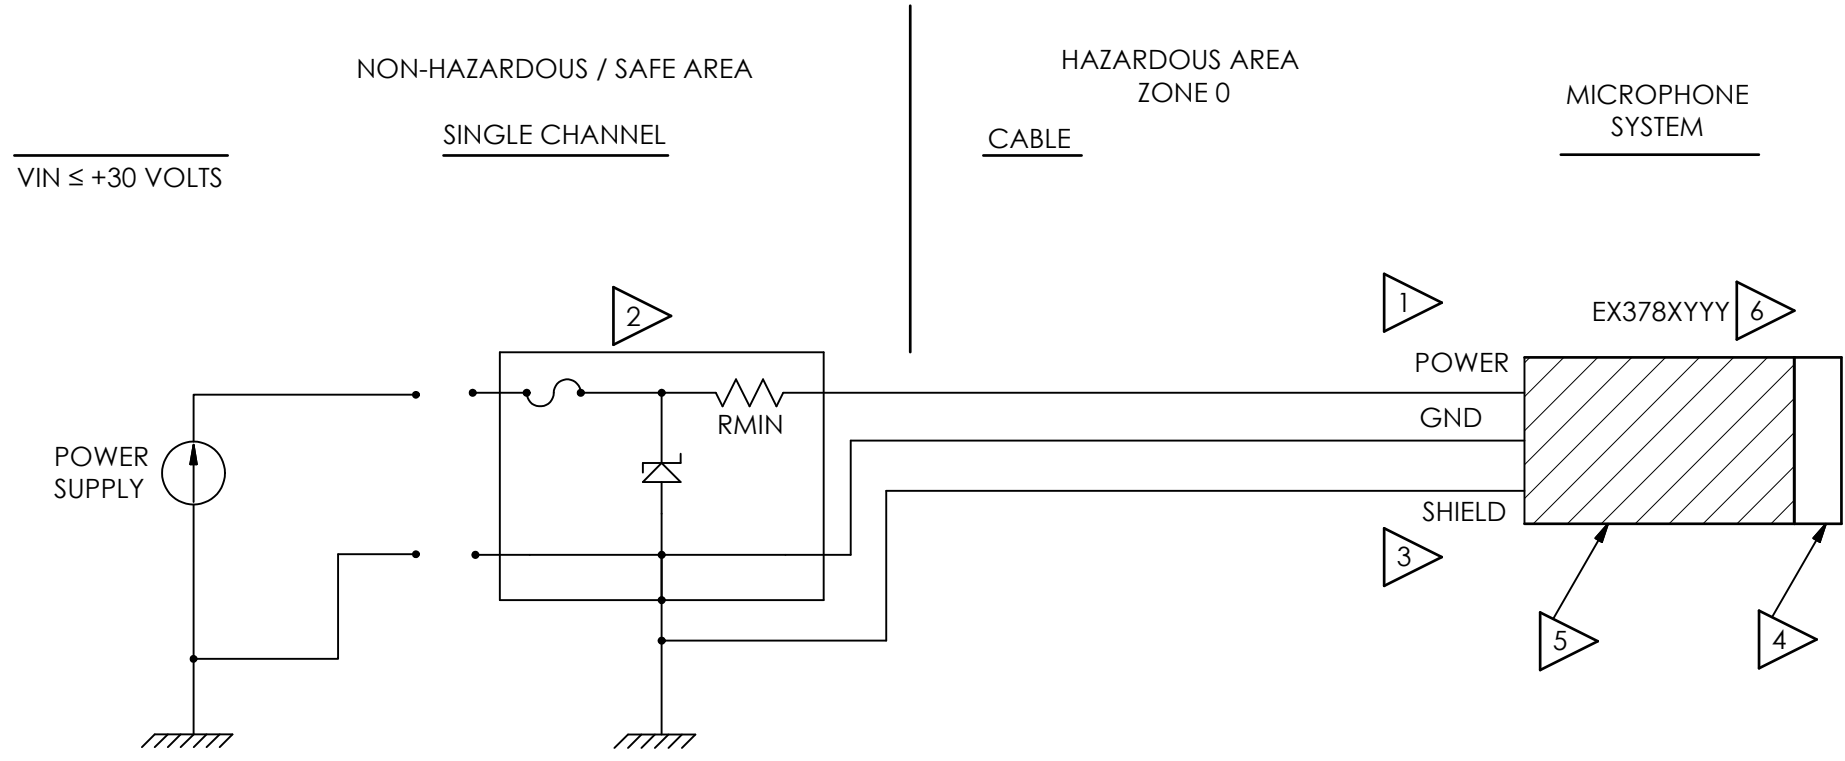 NON-HAZARDOUS / SAFE AREA
SINGLE CHANNEL
VIN ≤ +30 VOLTS
HAZARDOUS AREA
ZONE 0
CABLE
MICROPHONE
SYSTEM
2
1
EX378XYYY
6
POWER
RMIN
GND
POWER
SUPPLY
SHIELD
3
5
4